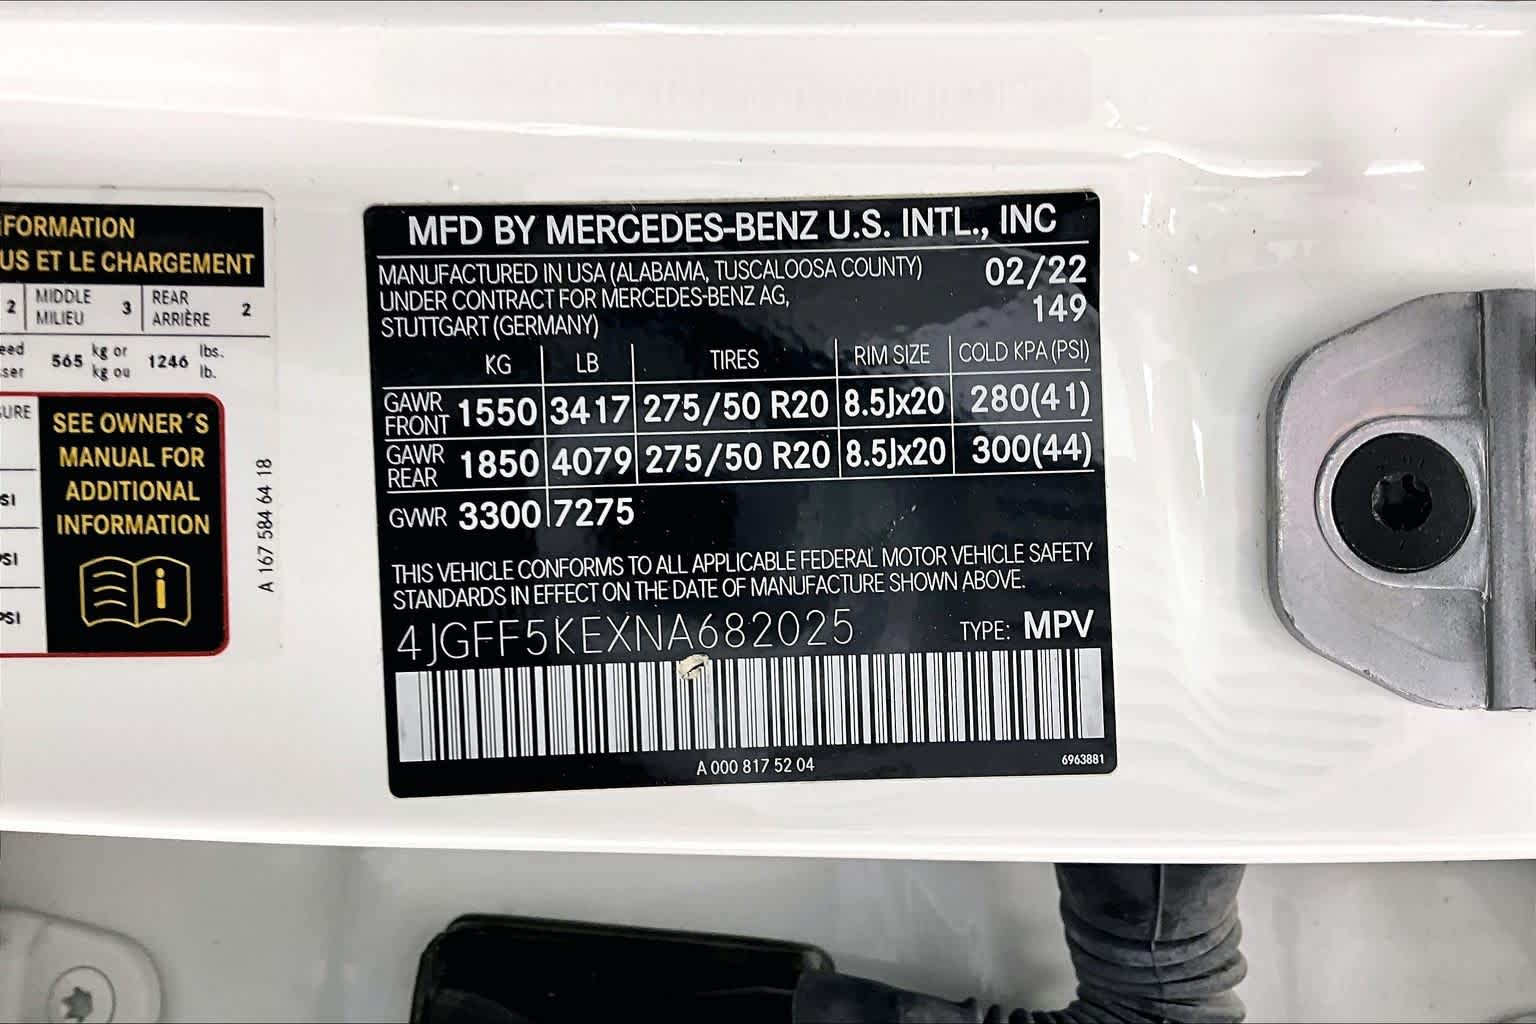 FORMATION
US ET LE CHARGEMENT
2 MIDDLE MILIEU 3 REAR ARRIÈRE 2
565 kg or kg ou 1246 lbs. lb.
SEE OWNER´S
MANUAL FOR
ADDITIONAL
INFORMATION
i
A 167 584 64 18
MFD BY MERCEDES-BENZ U.S. INTL., INC
MANUFACTURED IN USA (ALABAMA, TUSCALOOSA COUNTY) 02/22
UNDER CONTRACT FOR MERCEDES-BENZ AG, 149
STUTTGART (GERMANY)
KG LB TIRES RIM SIZE COLD KPA (PSI)
GAWR FRONT 1550 3417 275/50 R20 8.5Jx20 280(41)
GAWR REAR 1850 4079 275/50 R20 8.5Jx20 300(44)
GVWR 3300 7275
THIS VEHICLE CONFORMS TO ALL APPLICABLE FEDERAL MOTOR VEHICLE SAFETY
STANDARDS IN EFFECT ON THE DATE OF MANUFACTURE SHOWN ABOVE.
4JGFF5KEXNA682025 TYPE: MPV
A 000 817 52 04 6963881